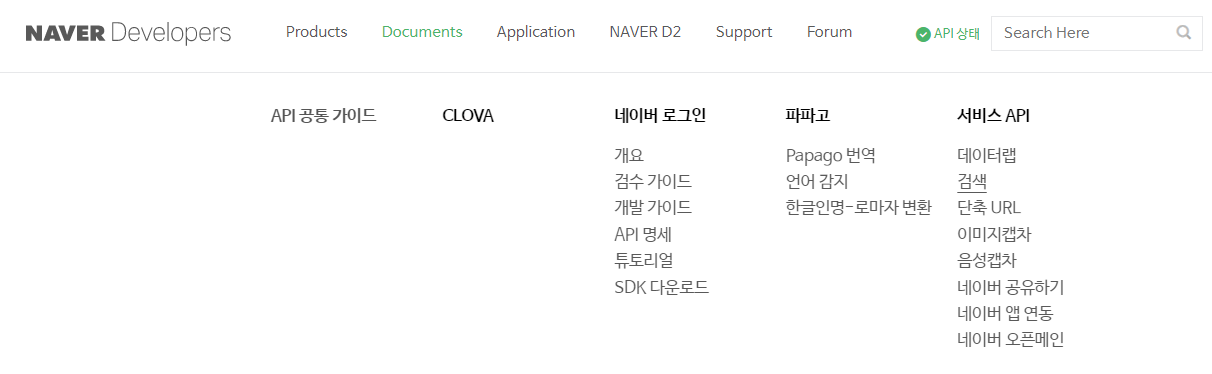 NAVER Developers
Products
Documents
Application
NAVER D2
Support
Forum
API 상태
Search Here
API 공통 가이드
CLOVA
네이버 로그인
개요
검수 가이드
개발 가이드
API 명세
튜토리얼
SDK 다운로드
파파고
Papago 번역
언어 감지
한글인명-로마자 변환
서비스 API
데이터랩
검색
단축 URL
이미지캡차
음성캡차
네이버 공유하기
네이버 앱 연동
네이버 오픈메인